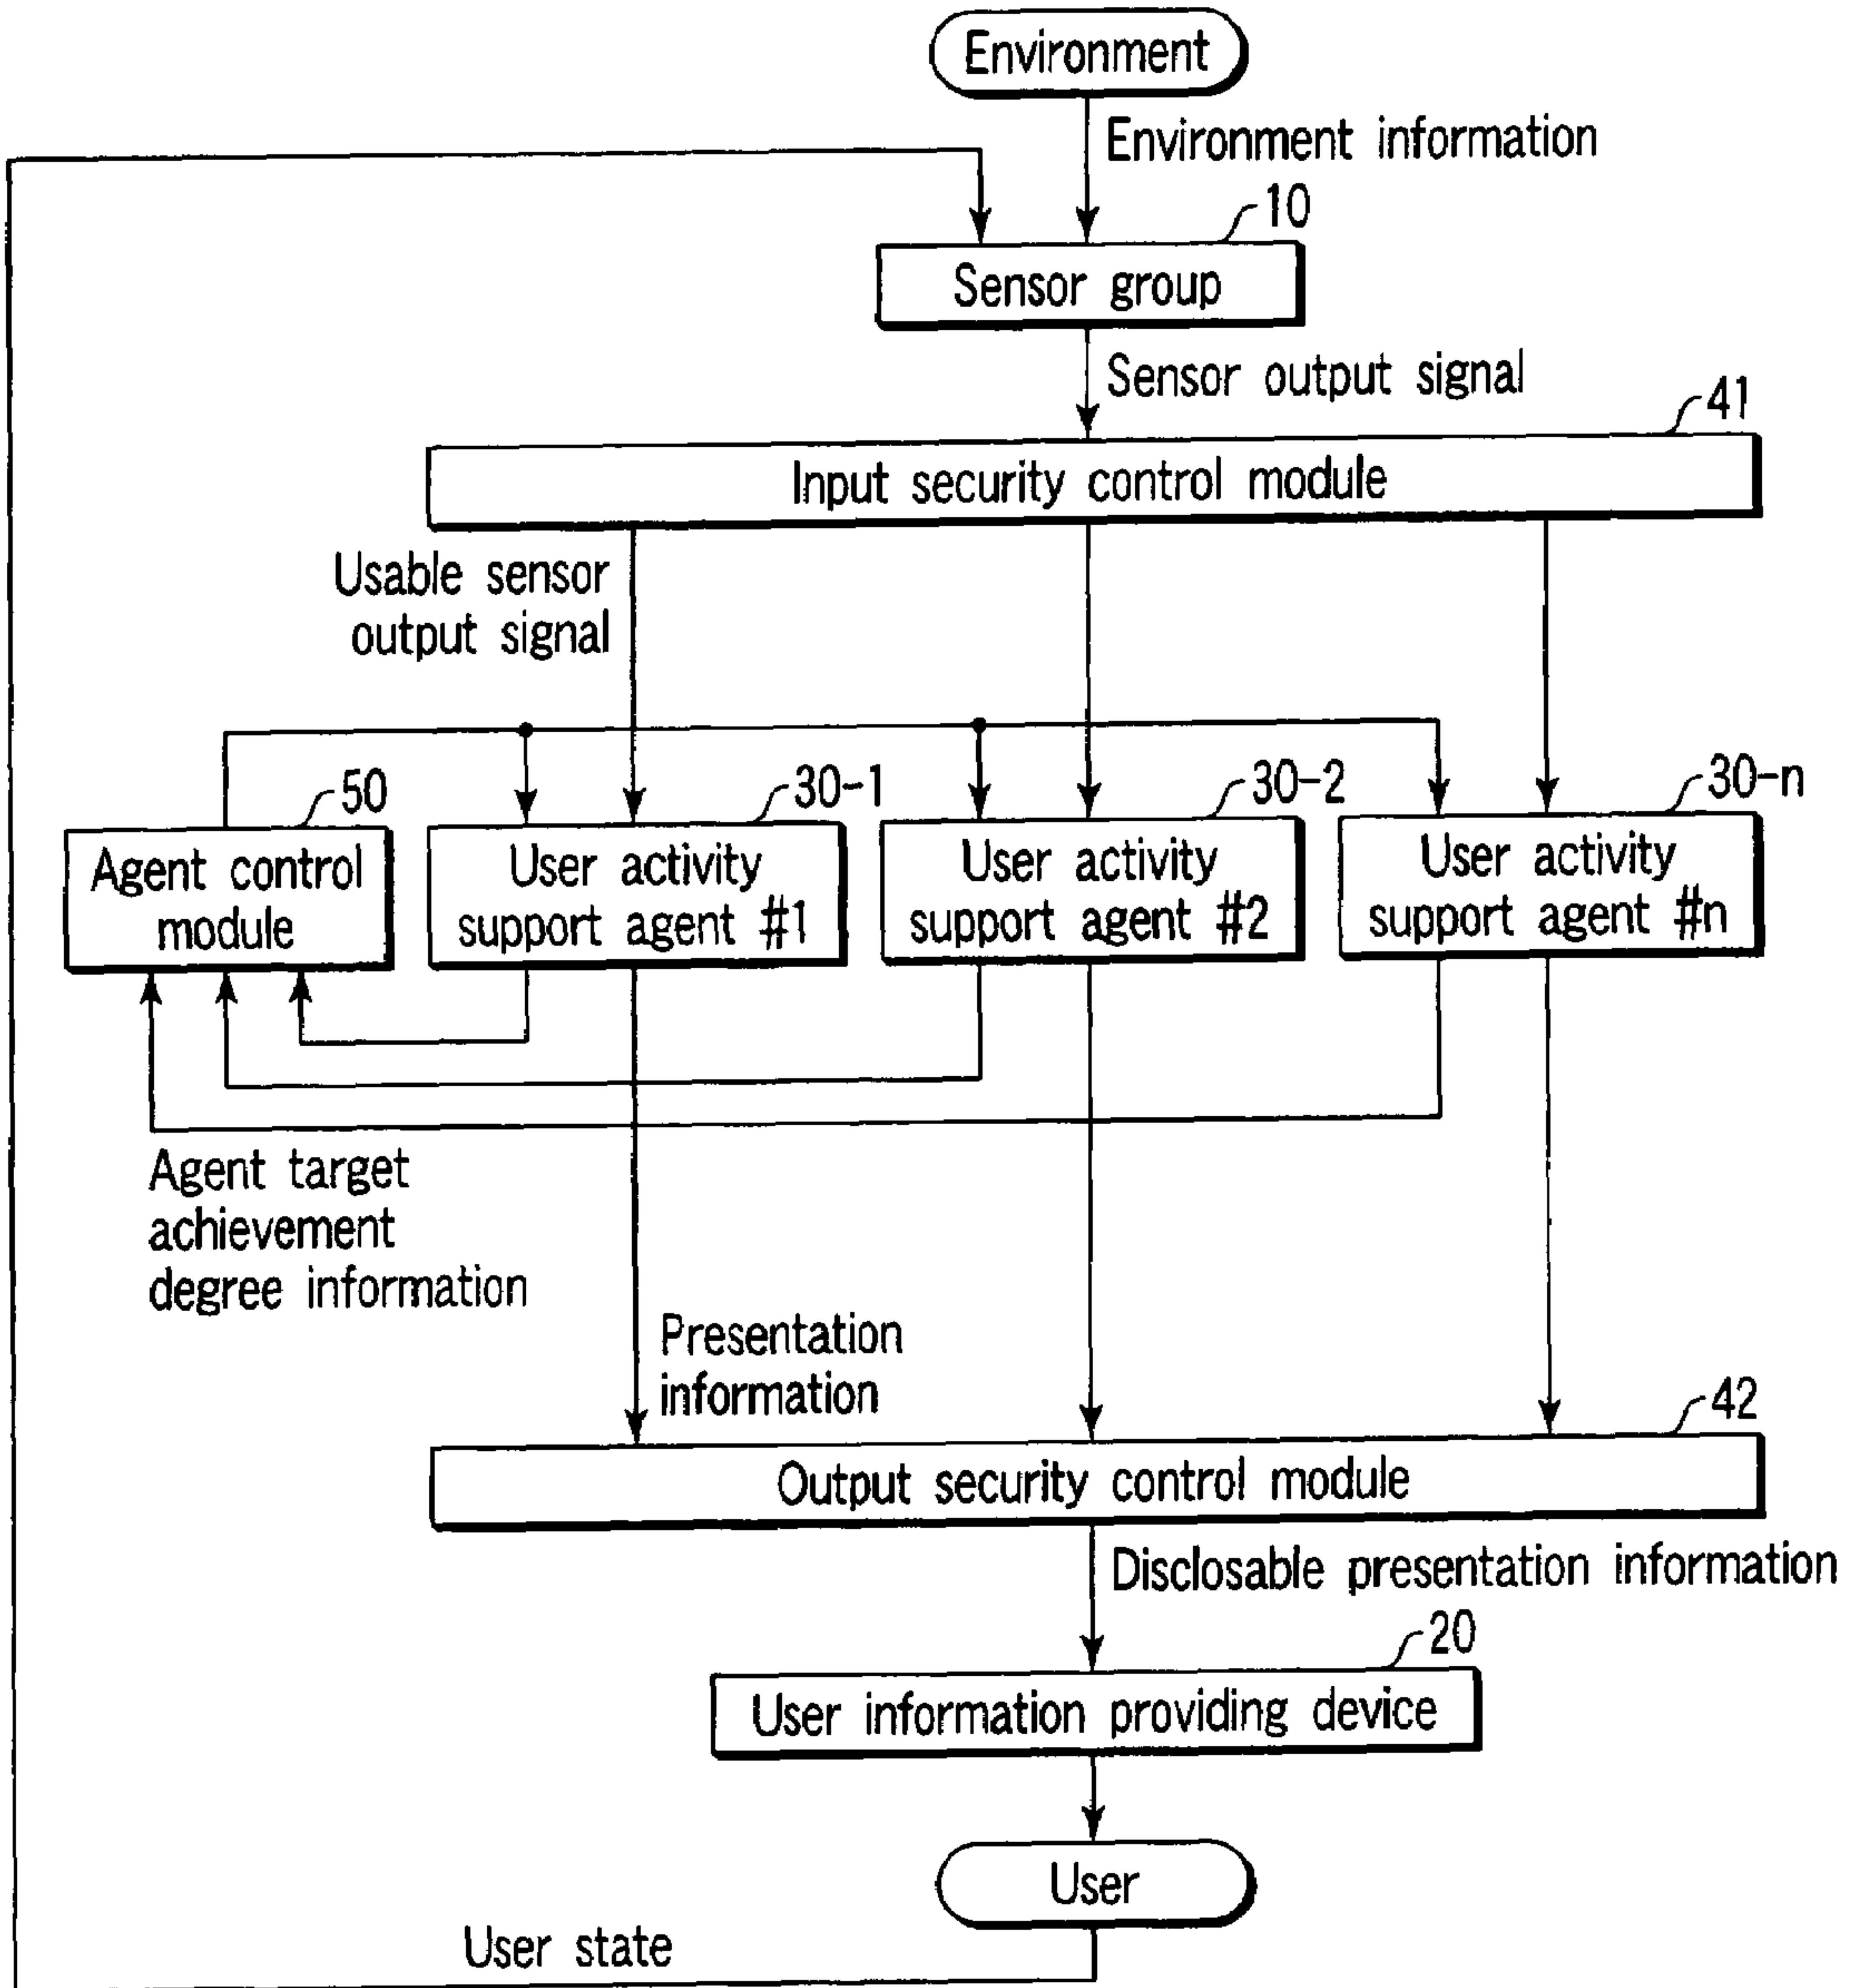 Environment
Environment information
10
Sensor group
Sensor output signal
41
Input security control module
Usable sensor
output signal
50
30-1
30-2
30-n
Agent control
module
User activity
support agent #1
User activity
support agent #2
User activity
support agent #n
Agent target
achievement
degree information
Presentation
information
42
Output security control module
Disclosable presentation information
20
User information providing device
User
User state